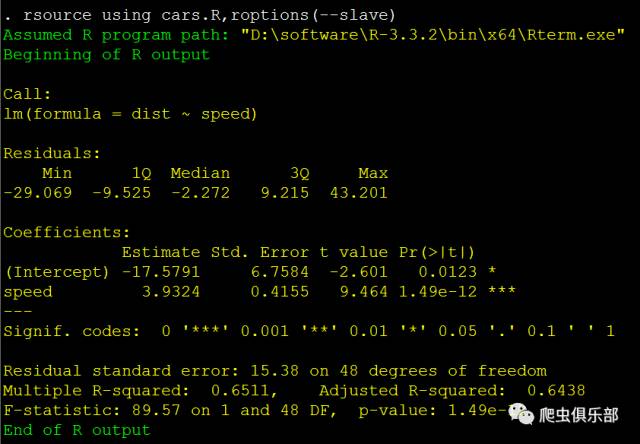 . rsource using cars.R,roptions(--slave)
Assumed R program path: "D:\software\R-3.3.2\bin\x64\Rterm.exe"
Beginning of R output
Call:
lm(formula = dist ~ speed)
Residuals:
    Min      1Q  Median      3Q     Max
-29.069  -9.525  -2.272   9.215  43.201
Coefficients:
            Estimate Std. Error t value Pr(>|t|)
(Intercept) -17.5791     6.7584  -2.601   0.0123 *
speed         3.9324     0.4155   9.464 1.49e-12 ***
---
Signif. codes:  0 '***' 0.001 '**' 0.01 '*' 0.05 '.' 0.1 ' ' 1
Residual standard error: 15.38 on 48 degrees of freedom
Multiple R-squared:  0.6511,    Adjusted R-squared:  0.6438
F-statistic: 89.57 on 1 and 48 DF,  p-value: 1.49e-
爬虫俱乐部
End of R output